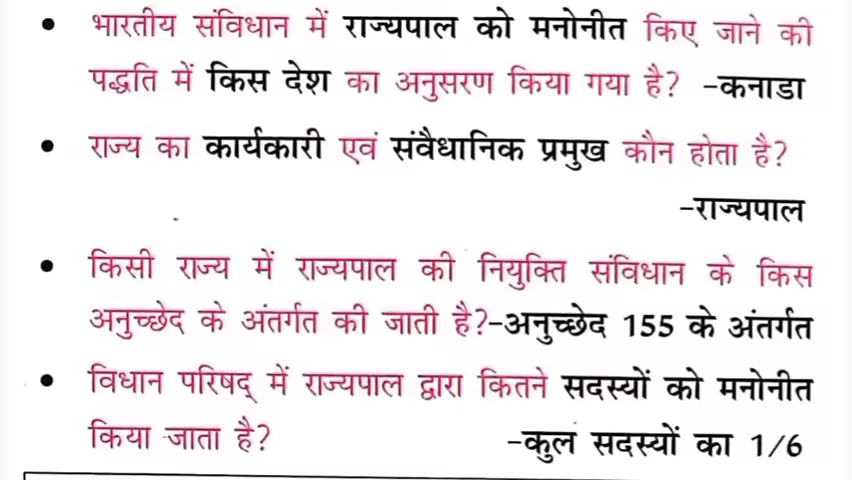 • भारतीय संविधान में राज्यपाल को मनोनीत किए जाने की
पद्धति में किस देश का अनुसरण किया गया है? -कनाडा
• राज्य का कार्यकारी एवं संवैधानिक प्रमुख कौन होता है?
-राज्यपाल
• किसी राज्य में राज्यपाल की नियुक्ति संविधान के किस
अनुच्छेद के अंतर्गत की जाती है?-अनुच्छेद 155 के अंतर्गत
• विधान परिषद् में राज्यपाल द्वारा कितने सदस्यों को मनोनीत
किया जाता है? -कुल सदस्यों का 1/6